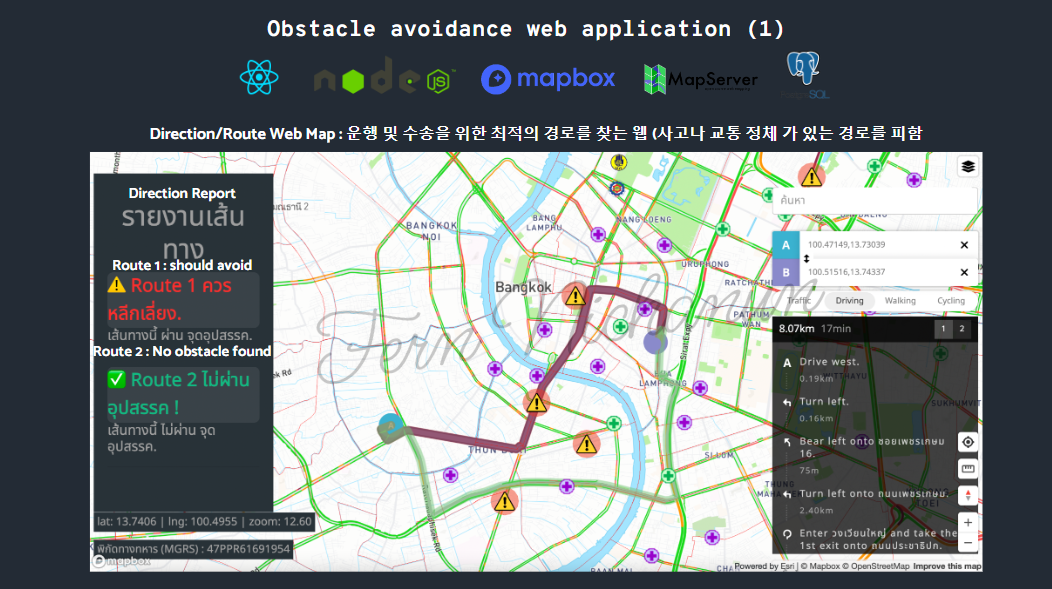 Obstacle avoidance web application (1)
node JS
mapbox
MapServer
Direction/Route Web Map : 운행 및 수송을 위한 최적의 경로를 찾는 웹 (사고나 교통 정체 가 있는 경로를 피함
Direction Report
รายงานเส้น
ทาง
Route 1 : should avoid
⚠️ Route 1 ควร
หลีกเลี่ยง.
เส้นทางนี้ ผ่าน จุดอุปสรรค.
Route 2 : No obstacle found
✅ Route 2 ไม่ผ่าน
อุปสรรค !
เส้นทางนี้ ไม่ผ่าน จุด
อุปสรรค.
lat: 13.7406 | lng: 100.4955 | zoom: 12.60
พิกัดทางทหาร (MGRS) : 47PPR61691954
mapbox
BANGKOK
NOI
BANG
LAMPHU
NANG LOENG
Bangkok
RATCHATHE
PATHUM
WAN
HUA
LAMPHONG
Sirat Expy
SI LOM
SUKHUMVIT
BAAN MAI
ค้นหา
A 100.47149,13.73039 ×
B 100.51516,13.74337 ×
Traffic Driving Walking Cycling
8.07km 17min 1 2
A Drive west.
0.19km
Turn left.
0.16km
Bear left onto ซอยเพชรเกษม
16.
75m
Turn left onto ถนนเพชรเกษม.
2.40km
Enter วงเวียนใหญ่ and take the
1st exit onto ถนนประชาธิปก.
Powered by Esri | © Mapbox © OpenStreetMap Improve this map